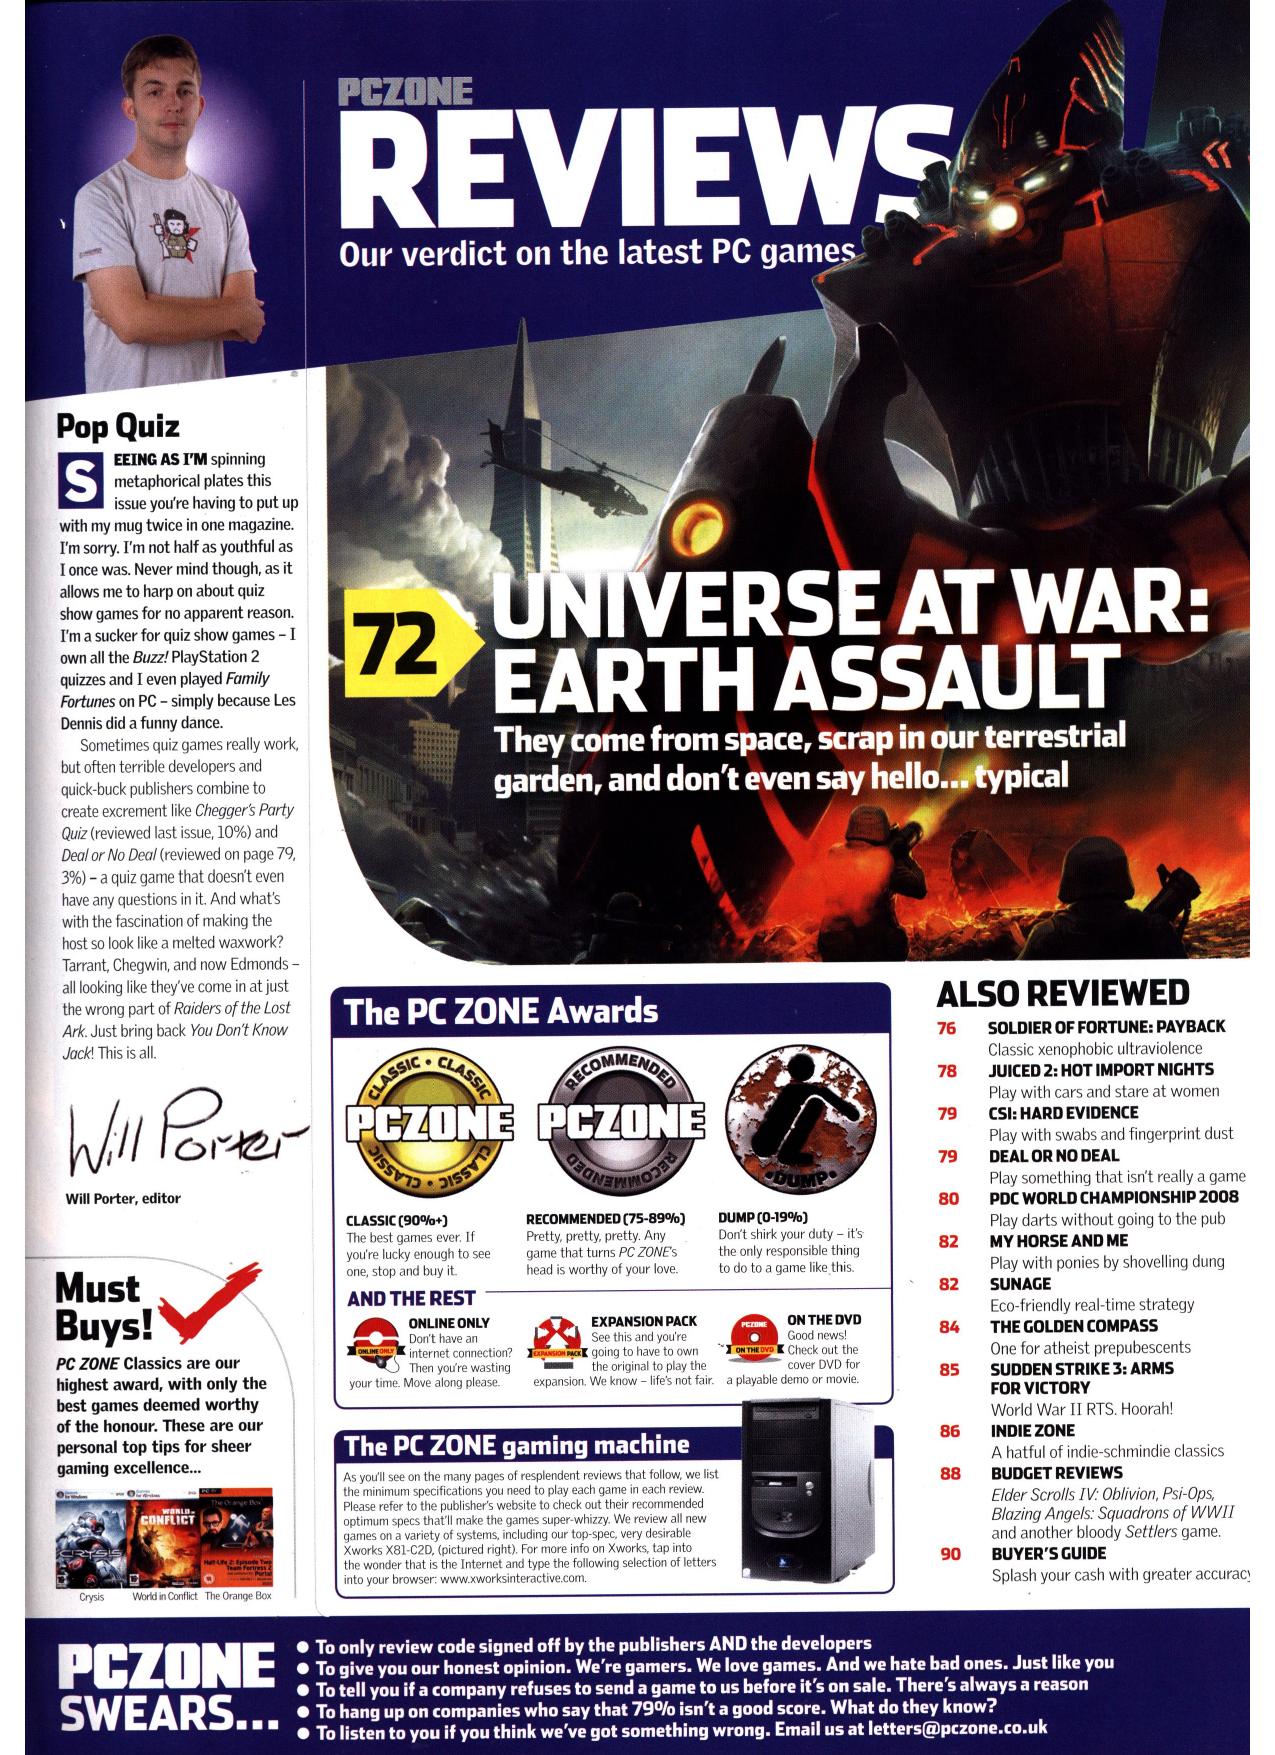 PCZONE
REVIEWS
Our verdict on the latest PC games
Pop Quiz
SEEING AS I'M spinning
metaphorical plates this
issue you're having to put up
with my mug twice in one magazine.
I'm sorry. I'm not half as youthful as
I once was. Never mind though, as it
allows me to harp on about quiz
show games for no apparent reason.
I'm a sucker for quiz show games – I
own all the Buzz! PlayStation 2
quizzes and I even played Family
Fortunes on PC – simply because Les
Dennis did a funny dance.
Sometimes quiz games really work,
but often terrible developers and
quick-buck publishers combine to
create excrement like Chegger's Party
Quiz (reviewed last issue, 10%) and
Deal or No Deal (reviewed on page 79,
3%) – a quiz game that doesn't even
have any questions in it. And what's
with the fascination of making the
host so look like a melted waxwork?
Tarrant, Chegwin, and now Edmonds –
all looking like they've come in at just
the wrong part of Raiders of the Lost
Ark. Just bring back You Don't Know
Jack! This is all.
Will Porter
Will Porter, editor
72
UNIVERSE AT WAR:
EARTH ASSAULT
They come from space, scrap in our terrestrial
garden, and don't even say hello... typical
Must
Buys!
PC ZONE Classics are our
highest award, with only the
best games deemed worthy
of the honour. These are our
personal top tips for sheer
gaming excellence...
CRYSIS
WORLD IN
CONFLICT
The Orange Box
Half-Life 2: Episode Two
Team Fortress 2
Portal
Crysis
World in Conflict
The Orange Box
The PC ZONE Awards
CLASSIC • CLASSIC
PCZONE
CLASSIC • CLASSIC
RECOMMENDED
PCZONE
RECOMMENDED
•DUMP•
CLASSIC (90%+)
The best games ever. If
you're lucky enough to see
one, stop and buy it.
RECOMMENDED (75-89%)
Pretty, pretty, pretty. Any
game that turns PC ZONE's
head is worthy of your love.
DUMP (0-19%)
Don't shirk your duty – it's
the only responsible thing
to do to a game like this.
AND THE REST
ONLINE ONLY
ONLINE ONLY
Don't have an
internet connection?
Then you're wasting
your time. Move along please.
EXPANSION PACK
EXPANSION PACK
See this and you're
going to have to own
the original to play the
expansion. We know – life's not fair.
PCZONE
ON THE DVD
ON THE DVD
Good news!
Check out the
cover DVD for
a playable demo or movie.
The PC ZONE gaming machine
As you'll see on the many pages of resplendent reviews that follow, we list
the minimum specifications you need to play each game in each review.
Please refer to the publisher's website to check out their recommended
optimum specs that'll make the games super-whizzy. We review all new
games on a variety of systems, including our top-spec, very desirable
Xworks X81-C2D, (pictured right). For more info on Xworks, tap into
the wonder that is the Internet and type the following selection of letters
into your browser: www.xworksinteractive.com.
ALSO REVIEWED
76 SOLDIER OF FORTUNE: PAYBACK
Classic xenophobic ultraviolence
78 JUICED 2: HOT IMPORT NIGHTS
Play with cars and stare at women
79 CSI: HARD EVIDENCE
Play with swabs and fingerprint dust
79 DEAL OR NO DEAL
Play something that isn't really a game
80 PDC WORLD CHAMPIONSHIP 2008
Play darts without going to the pub
82 MY HORSE AND ME
Play with ponies by shovelling dung
82 SUNAGE
Eco-friendly real-time strategy
84 THE GOLDEN COMPASS
One for atheist prepubescents
85 SUDDEN STRIKE 3: ARMS
FOR VICTORY
World War II RTS. Hoorah!
86 INDIE ZONE
A hatful of indie-schmindie classics
88 BUDGET REVIEWS
Elder Scrolls IV: Oblivion, Psi-Ops,
Blazing Angels: Squadrons of WWII
and another bloody Settlers game.
90 BUYER'S GUIDE
Splash your cash with greater accuracy
PCZONE
SWEARS...
● To only review code signed off by the publishers AND the developers
● To give you our honest opinion. We're gamers. We love games. And we hate bad ones. Just like you
● To tell you if a company refuses to send a game to us before it's on sale. There's always a reason
● To hang up on companies who say that 79% isn't a good score. What do they know?
● To listen to you if you think we've got something wrong. Email us at letters@pczone.co.uk